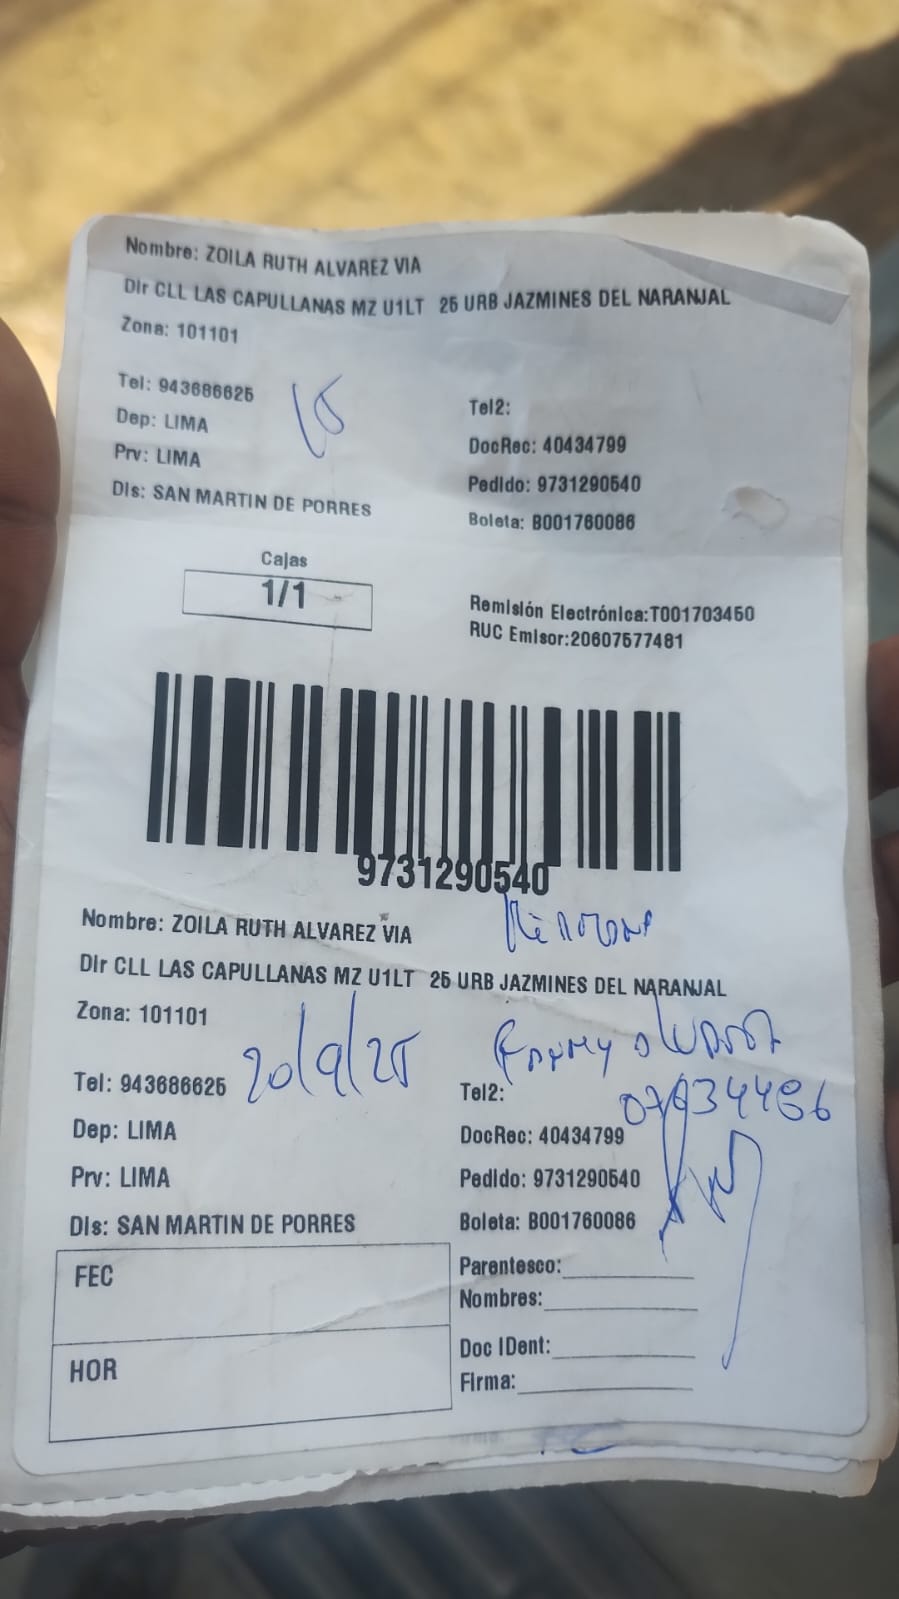 Nombre: ZOILA RUTH ALVAREZ VIA
Dir CLL LAS CAPULLANAS MZ U1LT 25 URB JAZMINES DEL NARANJAL
Zona: 101101
Tel: 943686625
Tel2:
Dep: LIMA
DocRec: 40434799
Prv: LIMA
Pedido: 9731290540
Dis: SAN MARTIN DE PORRES
Boleta: B001760086
Cajas
1/1
Remisión Electrónica:T001703450
RUC Emisor:20607577481
9731290540
Nombre: ZOILA RUTH ALVAREZ VIA
Dir CLL LAS CAPULLANAS MZ U1LT 25 URB JAZMINES DEL NARANJAL
Zona: 101101
20/9/25
Tel: 943686625
Tel2:
Dep: LIMA
DocRec: 40434799
Prv: LIMA
Pedido: 9731290540
Dis: SAN MARTIN DE PORRES
Boleta: B001760086
FEC
Parentesco:
Nombres:
HOR
Doc IDent:
Firma: